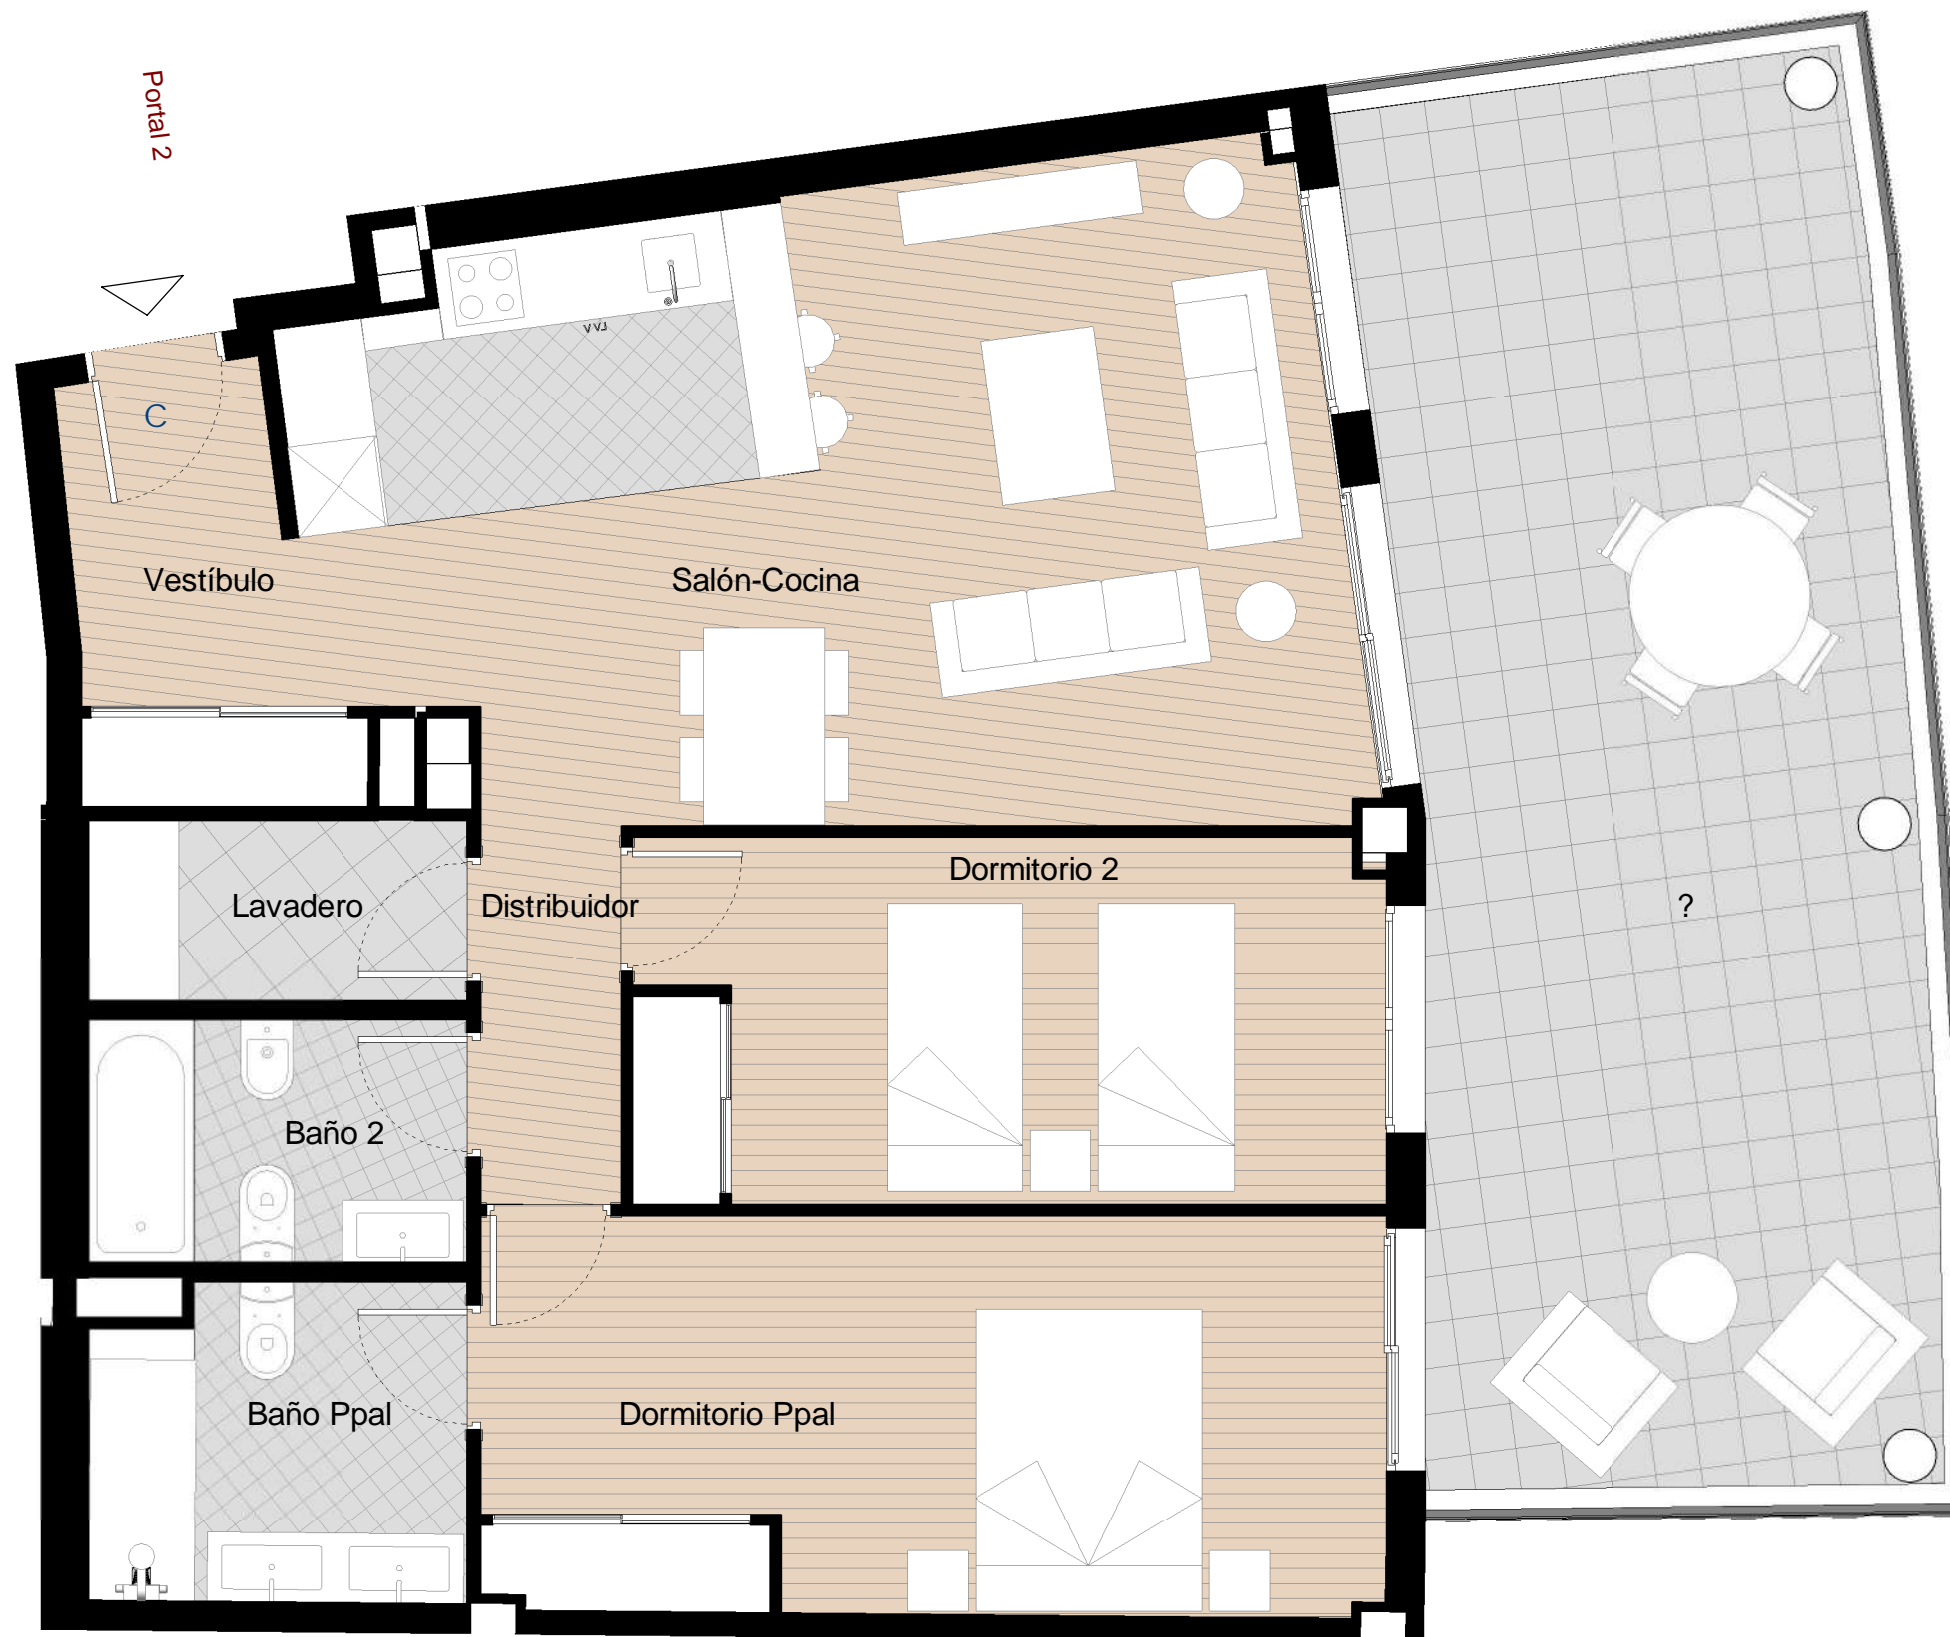 Portal 2
C
Vestíbulo
Salón-Cocina
Dormitorio 2
Lavadero
Distribuidor
?
Baño 2
Baño Ppal
Dormitorio Ppal